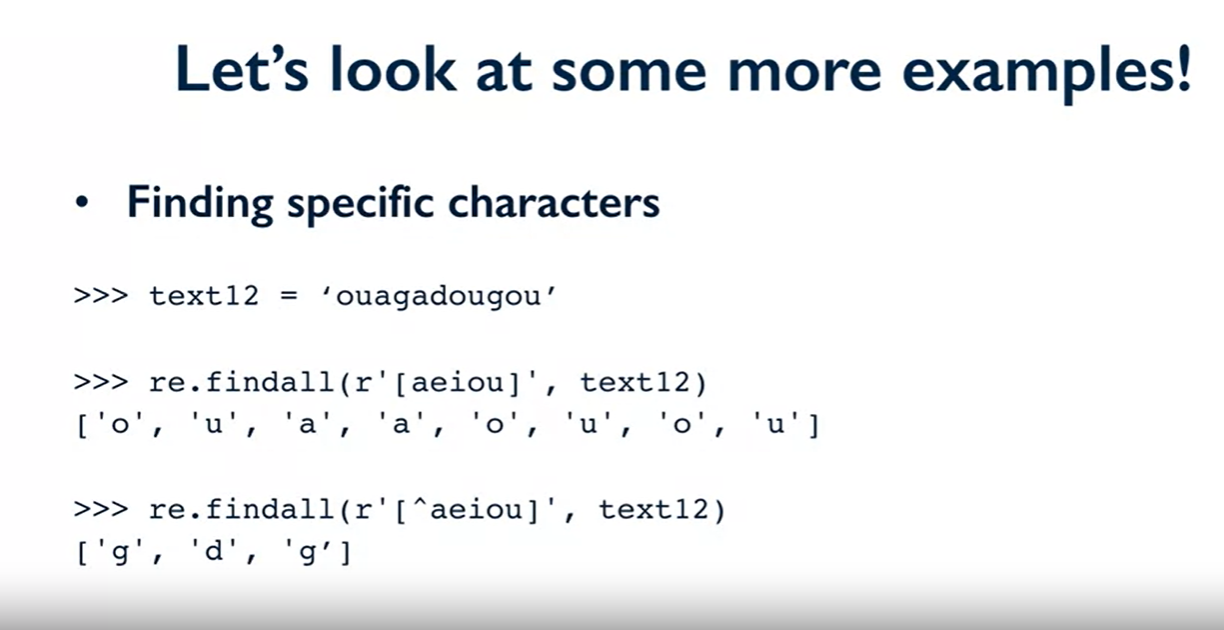 Let’s look at some more examples!
• Finding specific characters
>>> text12 = ‘ouagadougou’
>>> re.findall(r'[aeiou]', text12)
['o', 'u', 'a', 'a', 'o', 'u', 'o', 'u']
>>> re.findall(r'[^aeiou]', text12)
['g', 'd', 'g’]